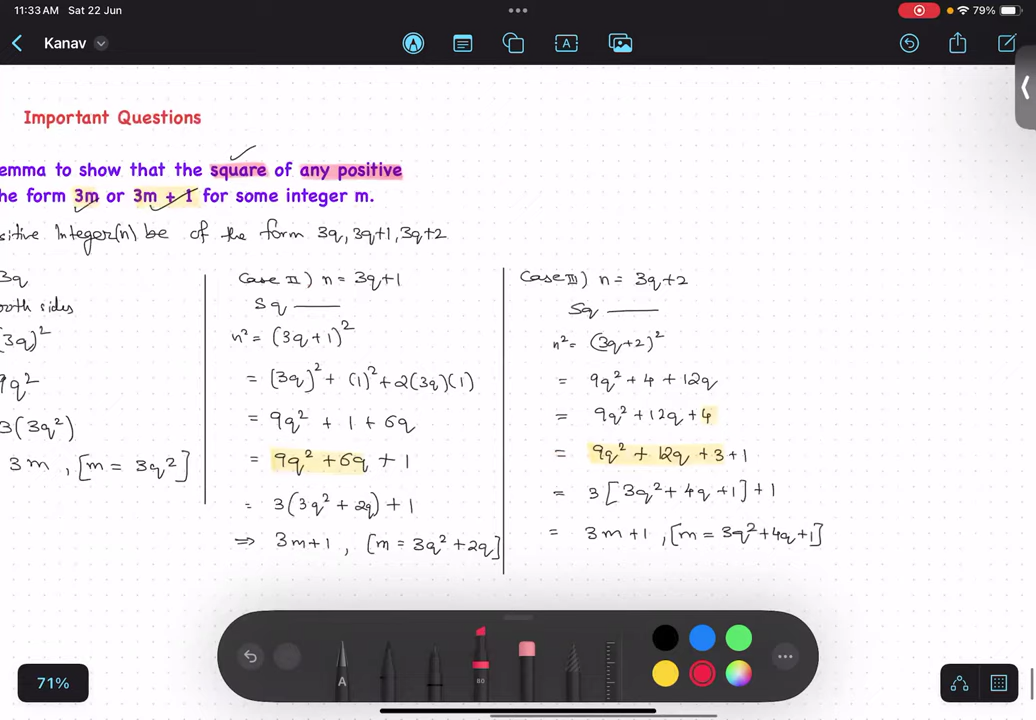 11:33 AM Sat 22 Jun
79%
Kanav
A
Important Questions
emma to show that the square of any positive
he form 3m or 3m + 1 for some integer m.
sitive Integer(n) be of the form 3q, 3q+1, 3q+2
3q
both sides
(3q)²
9q²
3(3q²)
3m , [m = 3q²]
Case II) n = 3q+1
Sq
n² = (3q+1)²
= (3q)² + (1)² + 2(3q)(1)
= 9q² + 1 + 6q
= 9q² + 6q + 1
= 3(3q² + 2q) + 1
⇒ 3m+1 , [m = 3q² + 2q]
Case III) n = 3q+2
Sq
n² = (3q+2)²
= 9q² + 4 + 12q
= 9q² + 12q + 4
= 9q² + 12q + 3 + 1
= 3[3q² + 4q + 1] + 1
= 3m + 1 , [m = 3q² + 4q + 1]
A
80
71%